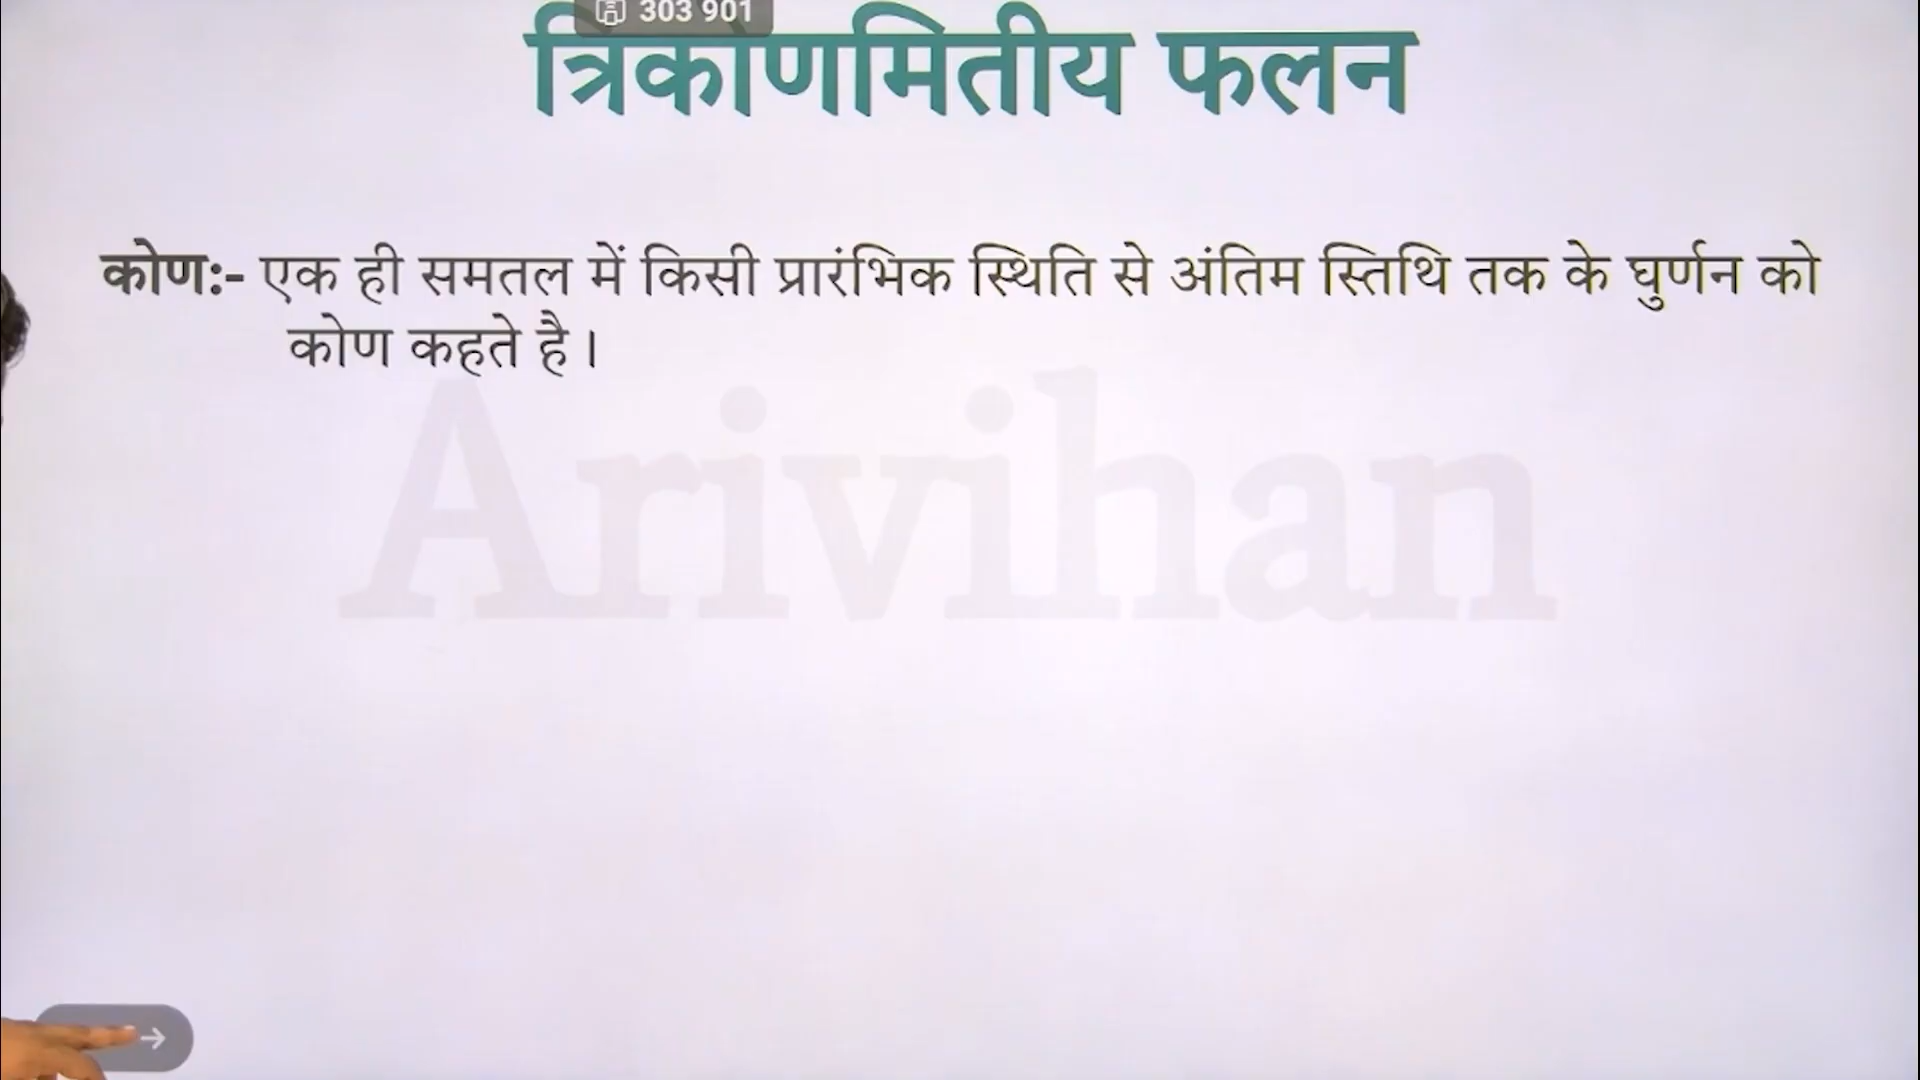 303 901
त्रिकोणमितीय फलन
कोणः- एक ही समतल में किसी प्रारंभिक स्थिति से अंतिम स्तिथि तक के घुर्णन को
कोण कहते है ।
Arivihan